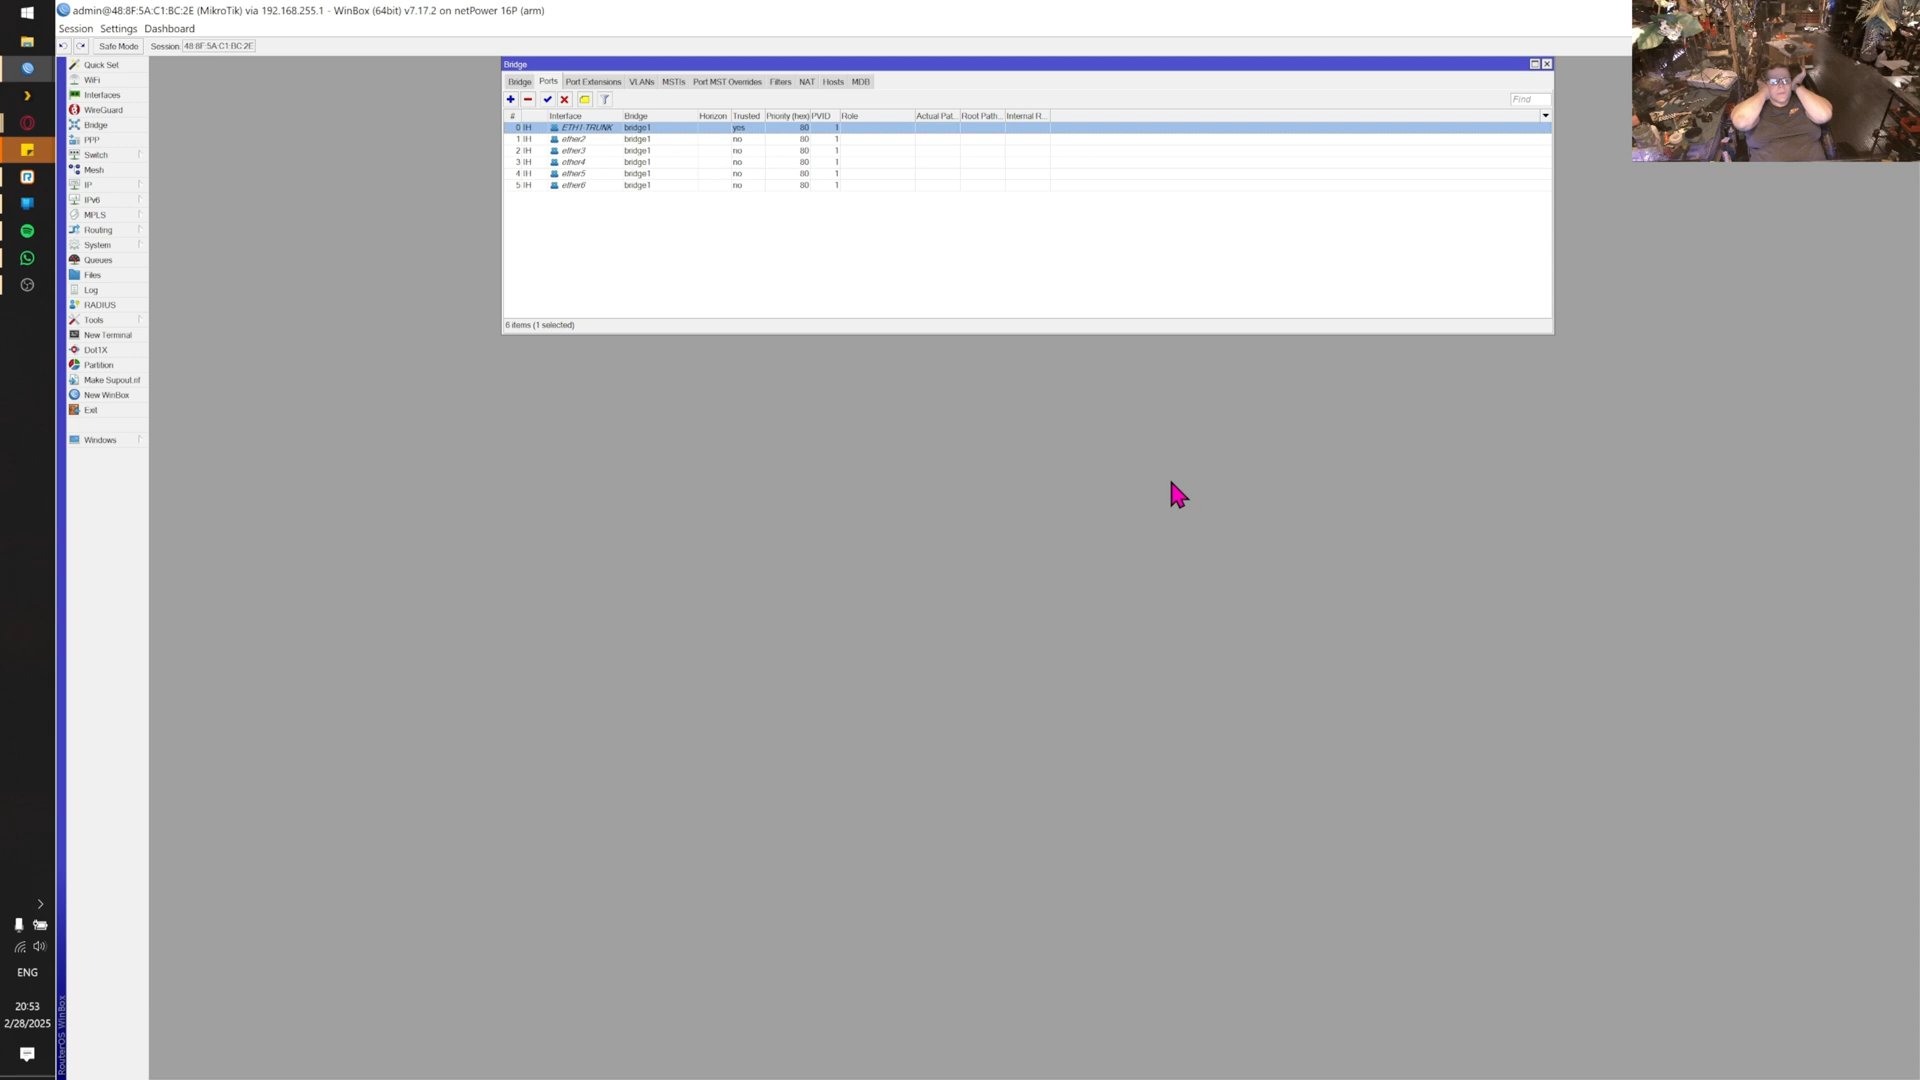 admin@48:8F:5A:C1:BC:2E (MikroTik) via 192.168.255.1 - WinBox (64bit) v7.17.2 on netPower 16P (arm)
Session Settings Dashboard
Safe Mode Session: 48:8F:5A:C1:BC:2E
Quick Set
WiFi
Interfaces
WireGuard
Bridge
PPP
Switch
Mesh
IP
IPv6
MPLS
Routing
System
Queues
Files
Log
RADIUS
Tools
New Terminal
Dot1X
Partition
Make Supout.rif
New WinBox
Exit
Windows
RouterOS WinBox
Bridge
Bridge Ports Port Extensions VLANs MSTIs Port MST Overrides Filters NAT Hosts MDB
Find
# Interface Bridge Horizon Trusted Priority (hex) PVID Role Actual Pat... Root Path... Internal R...
0 IH ETH1-TRUNK bridge1 yes 80 1
1 IH ether2 bridge1 no 80 1
2 IH ether3 bridge1 no 80 1
3 IH ether4 bridge1 no 80 1
4 IH ether5 bridge1 no 80 1
5 IH ether6 bridge1 no 80 1
6 items (1 selected)
ENG
20:53
2/28/2025